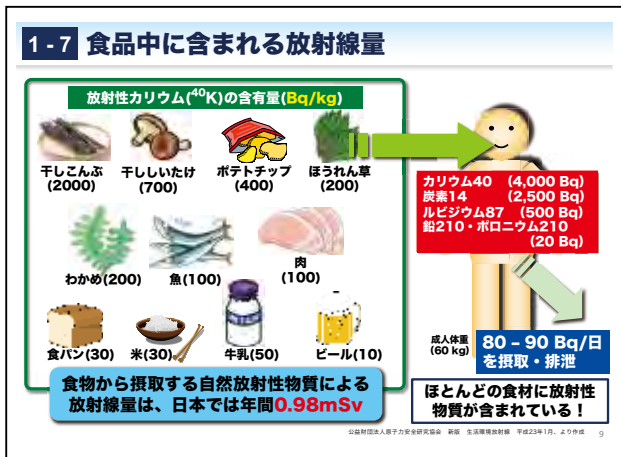 1-7 食品中に含まれる放射線量
放射性カリウム(⁴⁰K)の含有量(Bq/kg)
干しこんぶ
(2000)
干ししいたけ
(700)
ポテトチップ
(400)
ほうれん草
(200)
わかめ(200)
魚(100)
肉
(100)
食パン(30)
米(30)
牛乳(50)
ビール(10)
食物から摂取する自然放射性物質による
放射線量は、日本では年間0.98mSv
カリウム40 (4,000 Bq)
炭素14 (2,500 Bq)
ルビジウム87 (500 Bq)
鉛210・ポロニウム210
(20 Bq)
成人体重
(60 kg)
80 – 90 Bq/日
を摂取・排泄
ほとんどの食材に放射性
物質が含まれている！
公益財団法人原子力安全研究協会 新版 生活環境放射線 平成23年1月、より作成
9